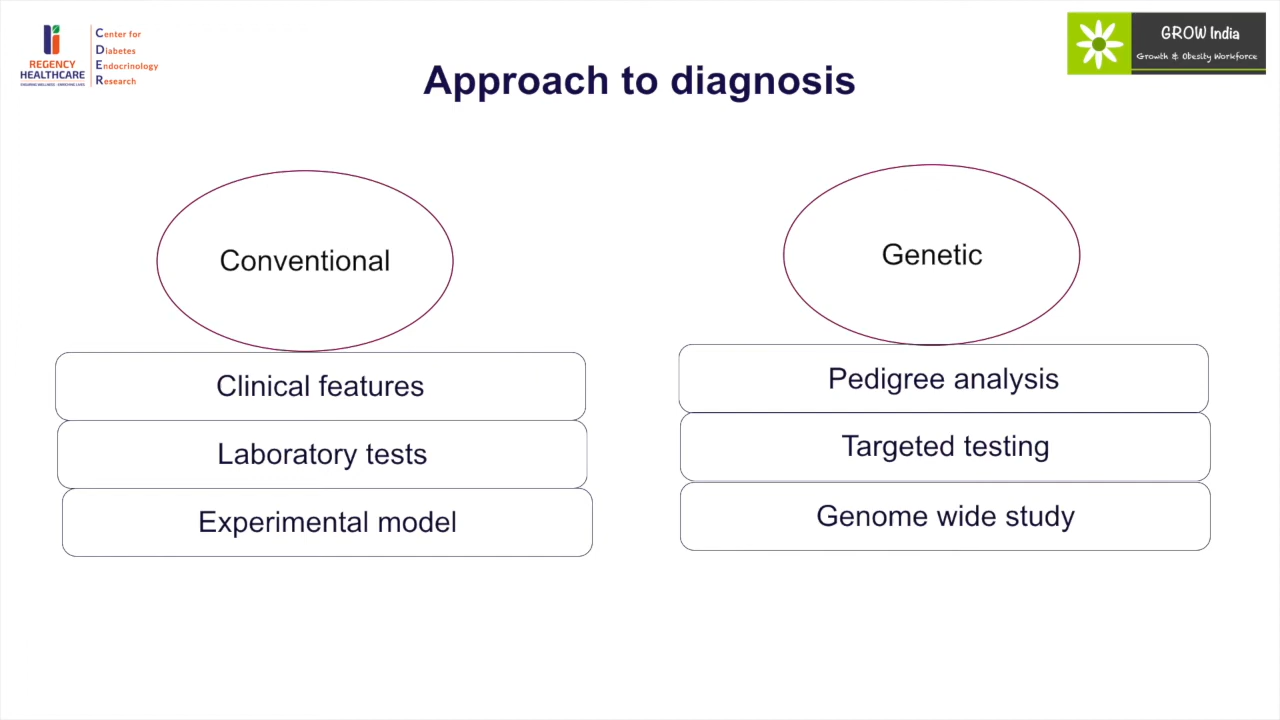 REGENCY
HEALTHCARE
Center for
Diabetes
Endocrinology
Research
GROW India
Growth & Obesity Workforce
Approach to diagnosis
Conventional
Clinical features
Laboratory tests
Experimental model
Genetic
Pedigree analysis
Targeted testing
Genome wide study